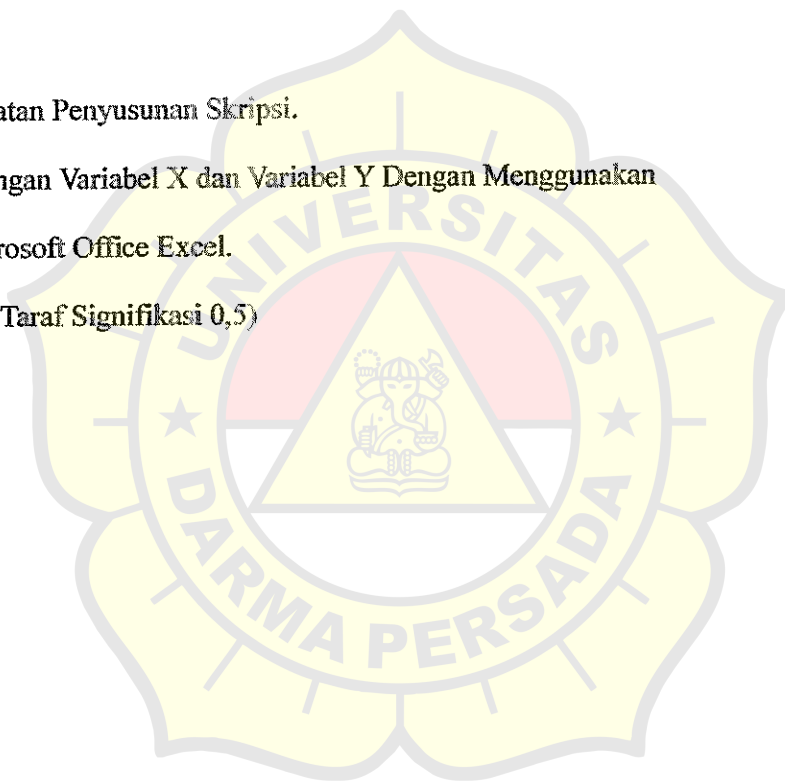 atan Penyusunan Skripsi.
ngan Variabel X dan Variabel Y Dengan Menggunakan
rosoft Office Excel.
Taraf Signifikasi 0,5)
UNIVERSITAS
DARMA PERSADA